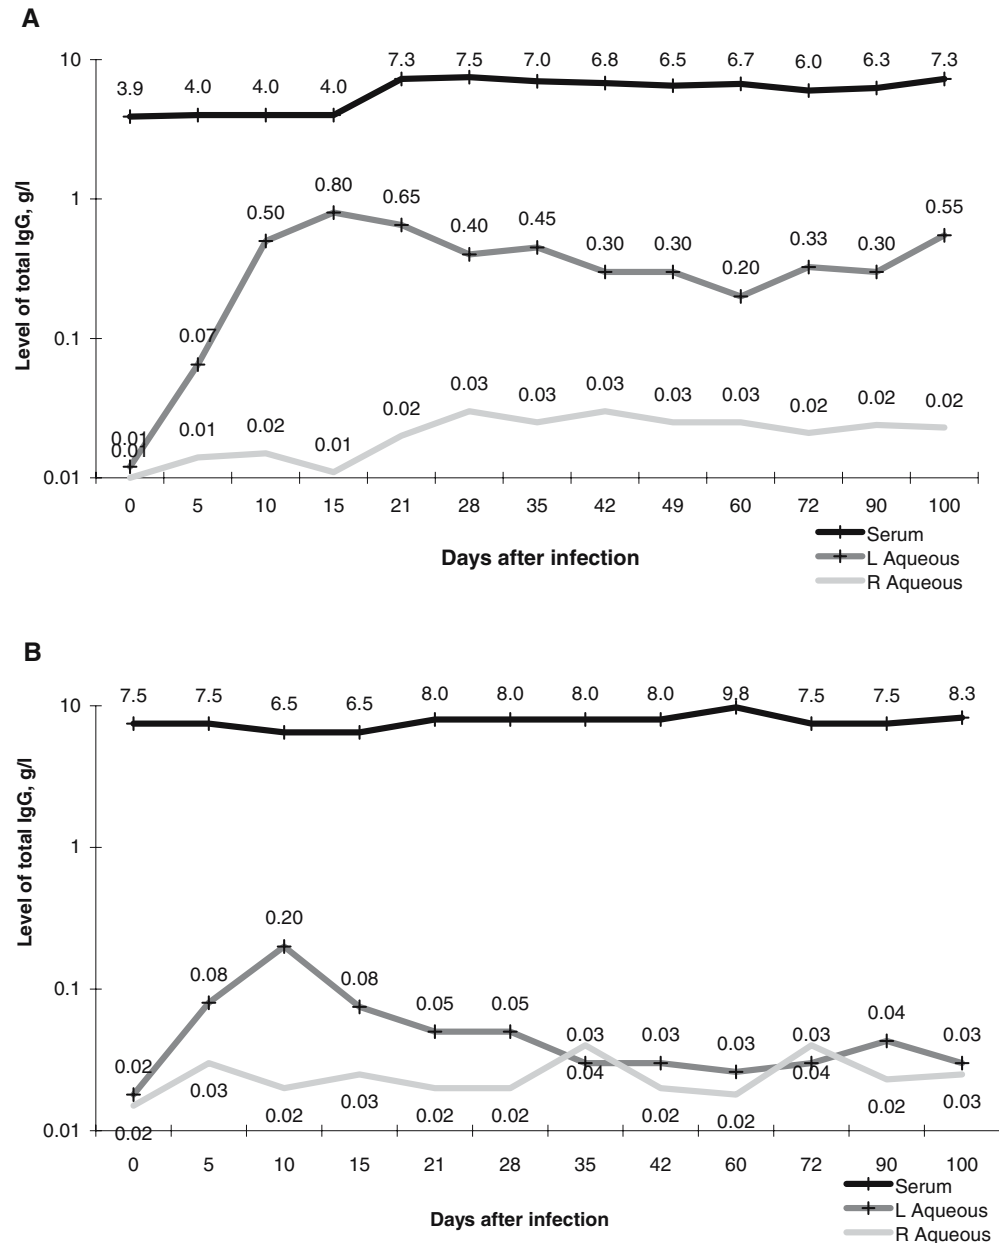 A
10
1
0.1
0.01
Level of total IgG, g/l
3.9 4.0 4.0 4.0 7.3 7.5 7.0 6.8 6.5 6.7 6.0 6.3 7.3
0.01 0.07 0.50 0.80 0.65 0.40 0.45 0.30 0.30 0.20 0.33 0.30 0.55
0.01 0.01 0.02 0.01 0.02 0.03 0.03 0.03 0.03 0.03 0.02 0.02 0.02
0 5 10 15 21 28 35 42 49 60 72 90 100
Days after infection
Serum
L Aqueous
R Aqueous
B
10
1
0.1
0.01
Level of total IgG, g/l
7.5 7.5 6.5 6.5 8.0 8.0 8.0 8.0 9.8 7.5 7.5 8.3
0.02 0.08 0.20 0.08 0.05 0.05 0.03 0.03 0.03 0.03 0.04 0.03
0.02 0.03 0.02 0.03 0.02 0.02 0.04 0.02 0.02 0.04 0.02 0.03
0 5 10 15 21 28 35 42 60 72 90 100
Days after infection
Serum
L Aqueous
R Aqueous